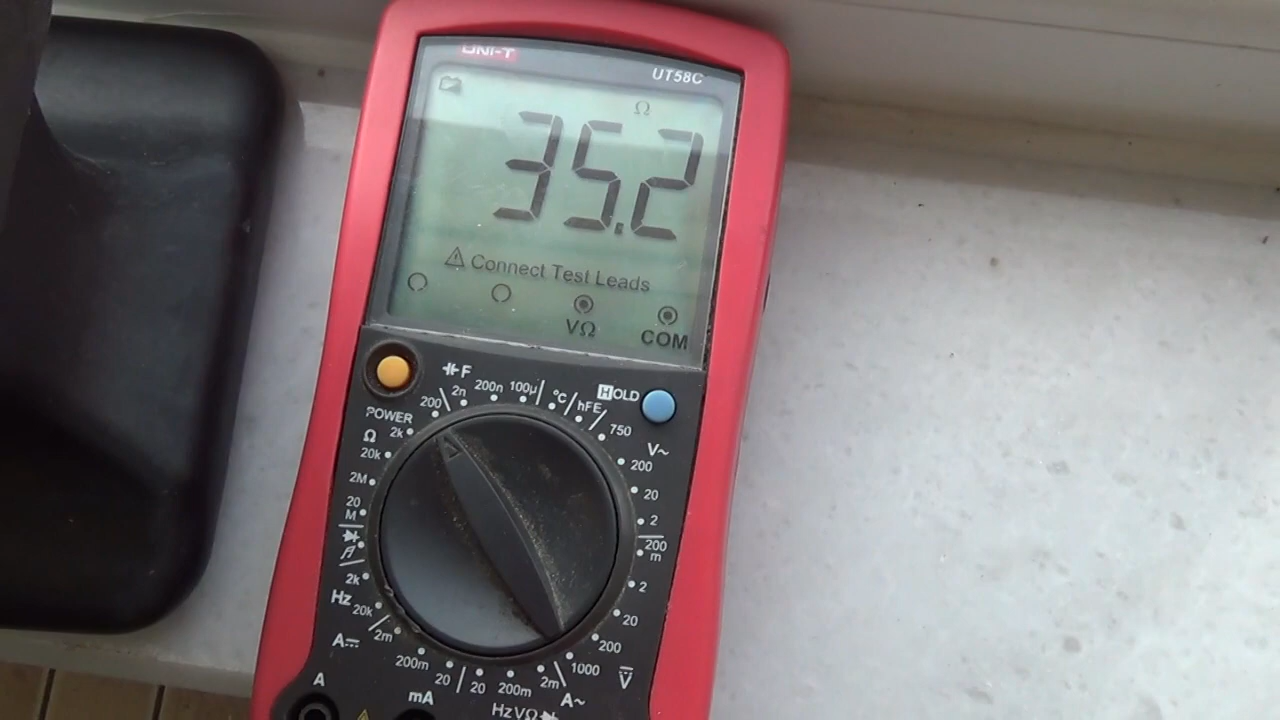 UNI-T
UT58C
Ω
35.2
⚠ Connect Test Leads
VΩ
COM
POWER
HOLD
F
200
2n
200n
100μ
°C
hFE
750
V~
200
20
2
200
m
2
20
200
1000
V
Ω
2k
20k
2M
20
M
2k
Hz
20k
2m
A
200m
20
20
200m
2m
A~
A
mA
HzVΩ